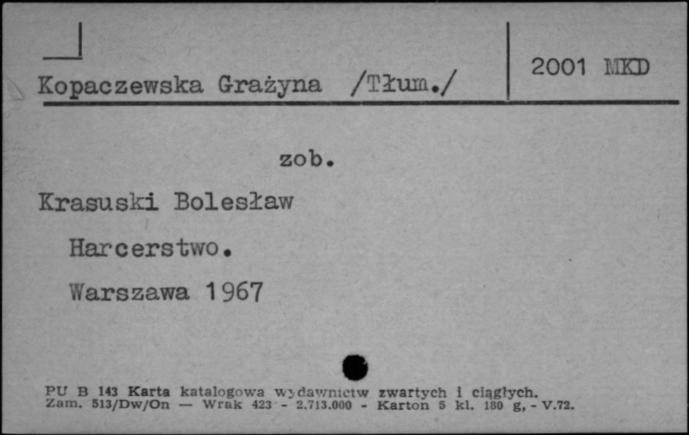 2001 MKD
Kopaczewska Grażyna /Tłum./
zob.
Krasuski Bolesław
Harcerstwo.
Warszawa 1967
PU B 143 Karta katalogowa wydawnictw zwartych i ciągłych.
Zam. 513/Dw/On — Wrak 423 - 2.713.000 - Karton 5 kl. 180 g, - V.72.